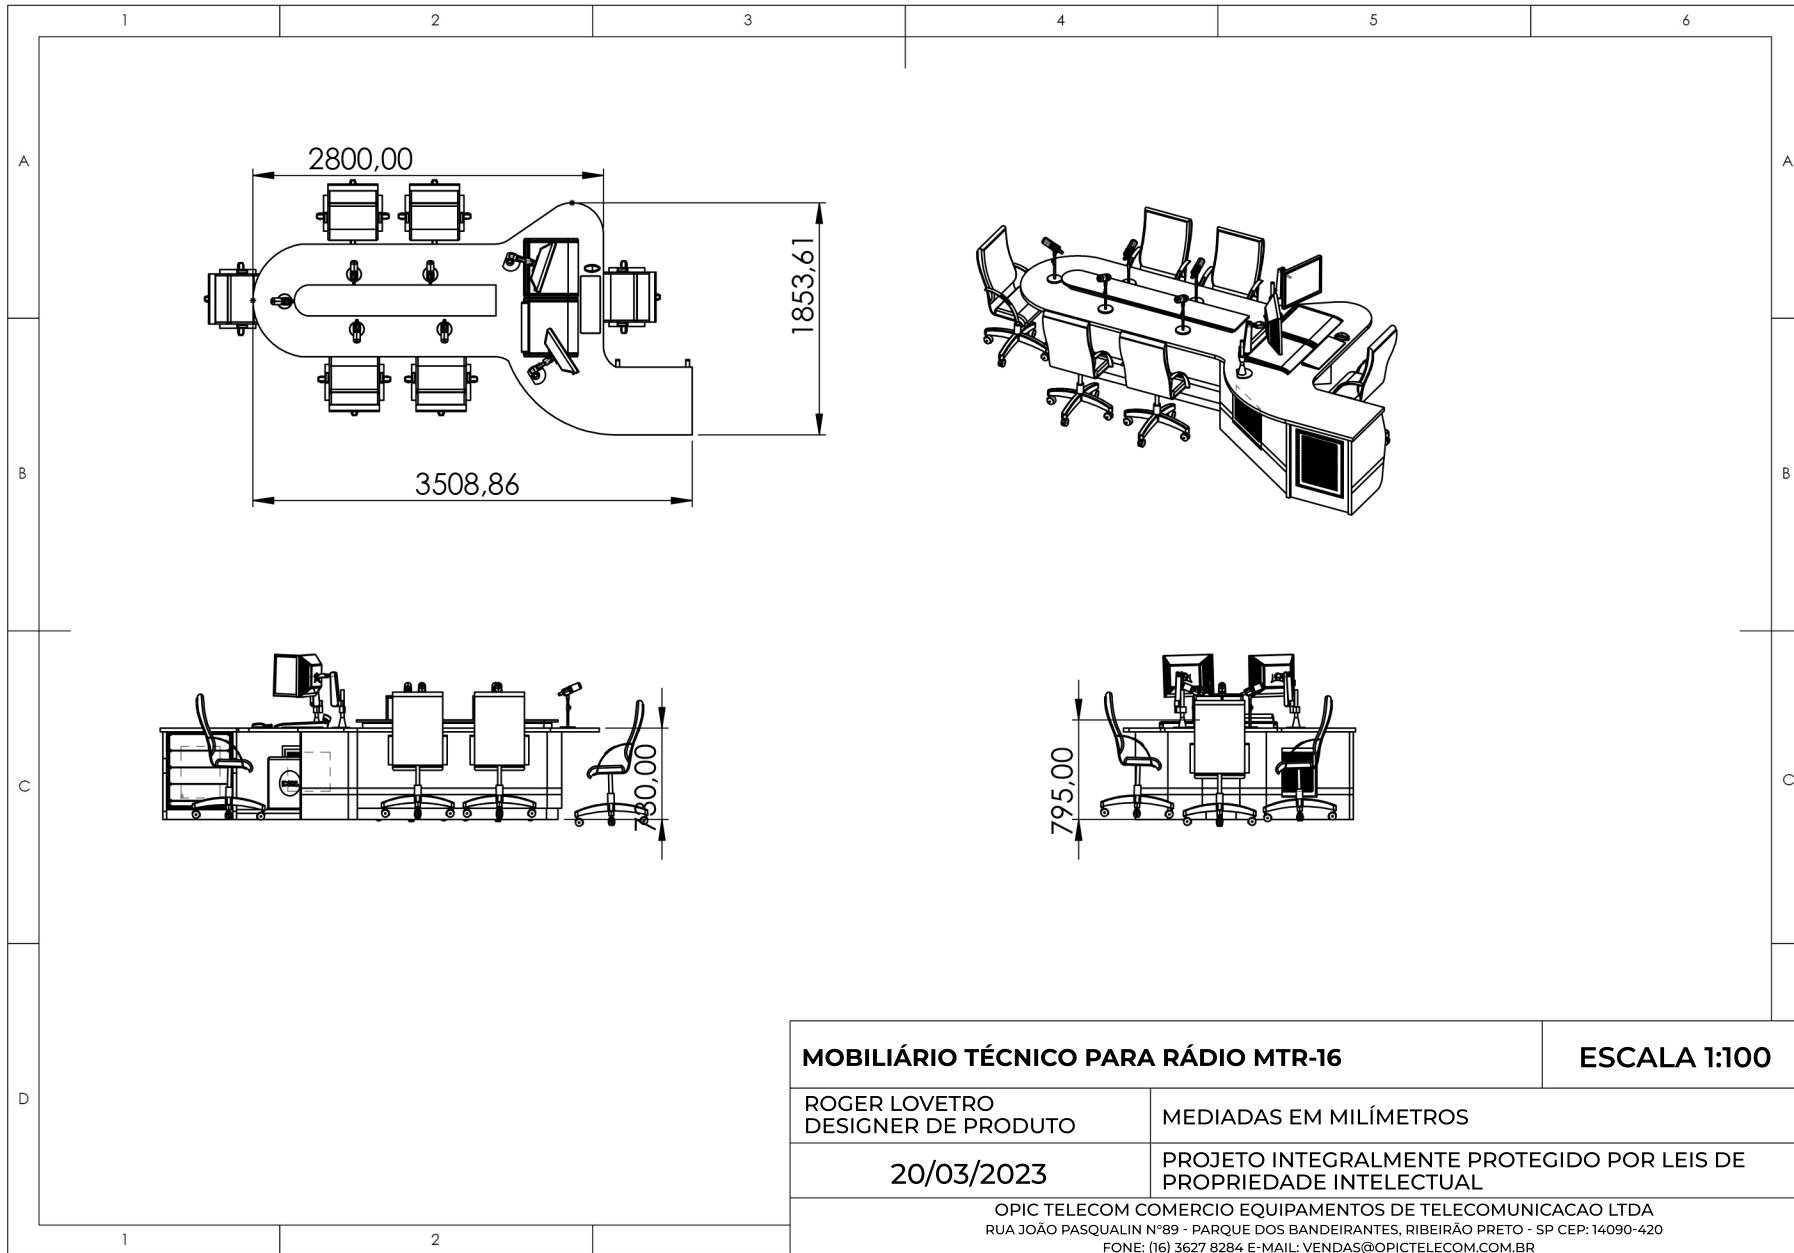 1 2 3 4 5 6
A A
2800,00
1853,61
B B
3508,86
C C
730,00
795,00
D
MOBILIÁRIO TÉCNICO PARA RÁDIO MTR-16
ESCALA 1:100
ROGER LOVETRO
DESIGNER DE PRODUTO
MEDIADAS EM MILÍMETROS
20/03/2023
PROJETO INTEGRALMENTE PROTEGIDO POR LEIS DE
PROPRIEDADE INTELECTUAL
OPIC TELECOM COMERCIO EQUIPAMENTOS DE TELECOMUNICACAO LTDA
RUA JOÃO PASQUALIN N°89 - PARQUE DOS BANDEIRANTES, RIBEIRÃO PRETO - SP CEP: 14090-420
FONE: (16) 3627 8284 E-MAIL: VENDAS@OPICTELECOM.COM.BR
1 2